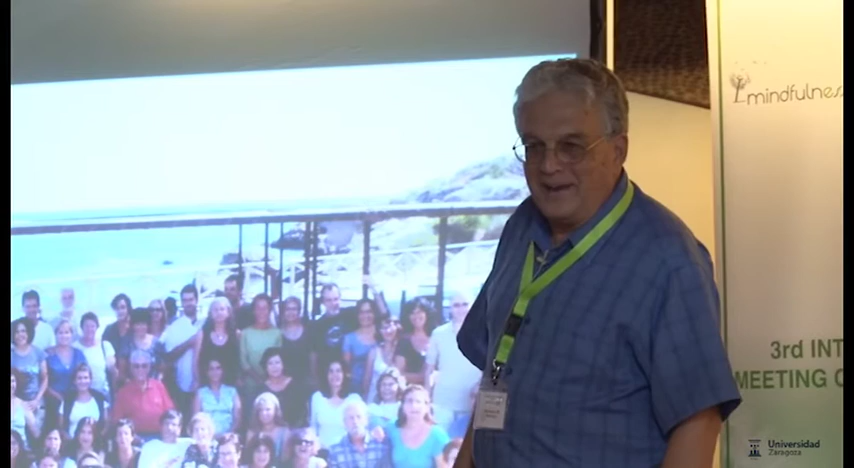 mindfulness
3rd INT
MEETING O
Universidad
Zaragoza